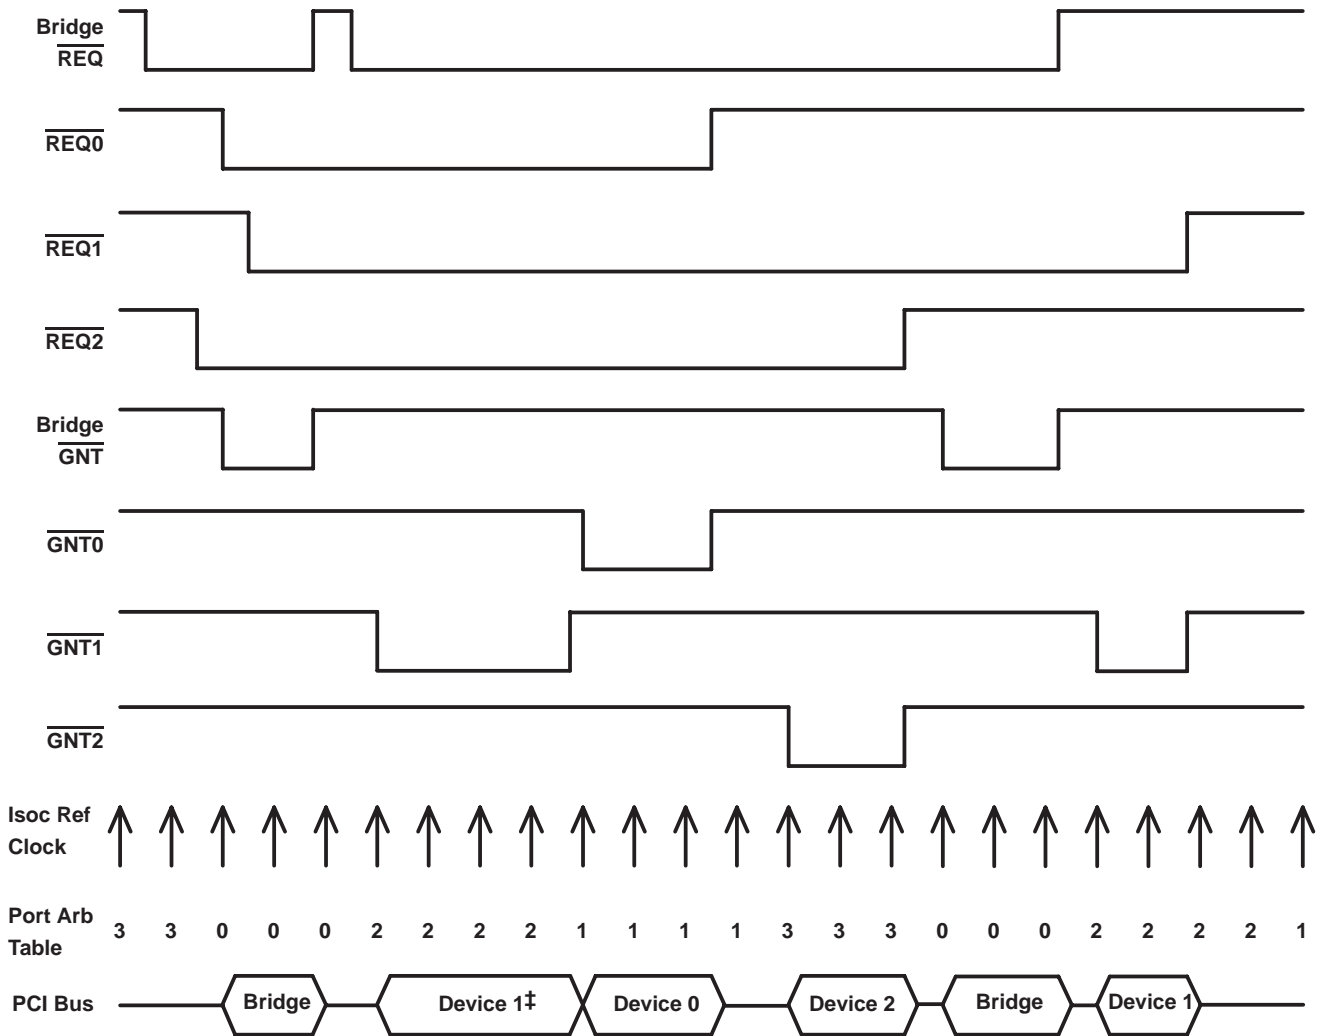 Bridge
REQ
REQ0
REQ1
REQ2
Bridge
GNT
GNT0
GNT1
GNT2
Isoc Ref
Clock
Port Arb
Table
3 3 0 0 0 2 2 2 2 1 1 1 1 3 3 3 0 0 0 2 2 2 2 1
PCI Bus
Bridge
Device 1‡
Device 0
Device 2
Bridge
Device 1